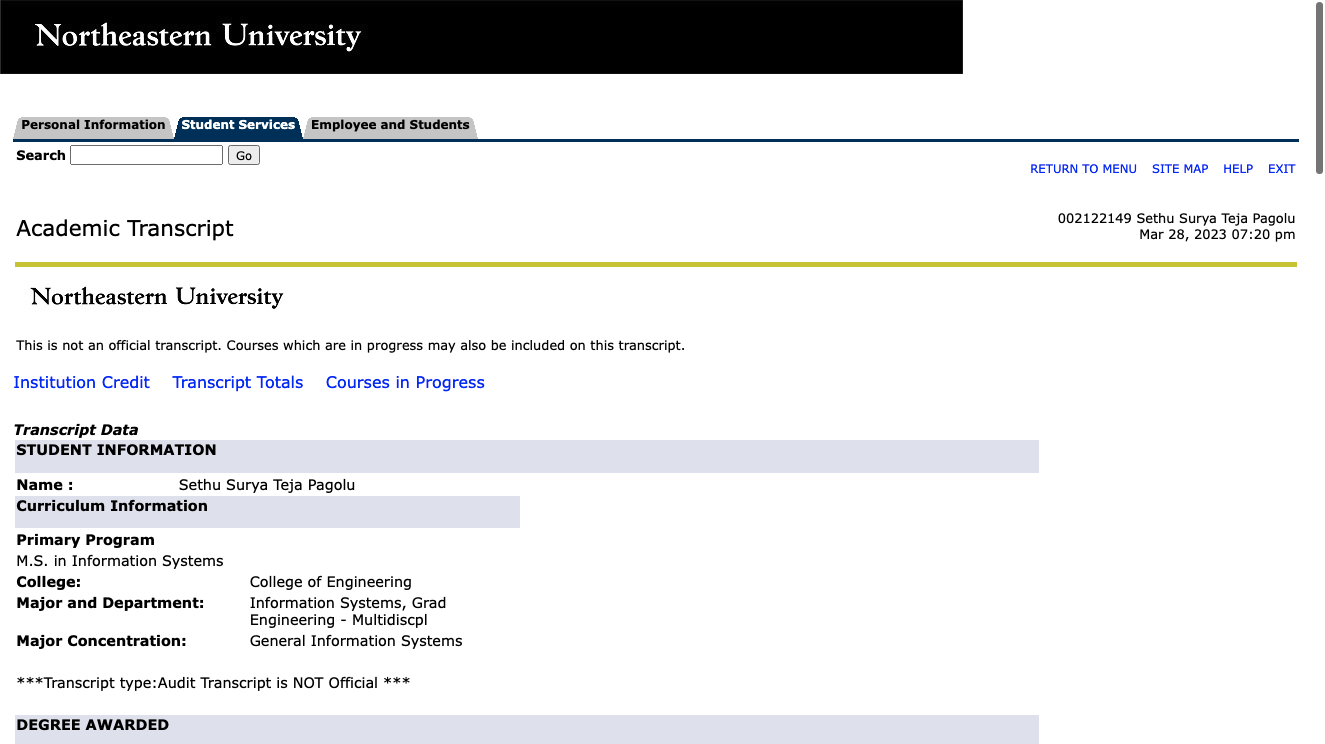 Northeastern University
Personal Information Student Services Employee and Students
Search Go
RETURN TO MENU SITE MAP HELP EXIT
Academic Transcript
002122149 Sethu Surya Teja Pagolu
Mar 28, 2023 07:20 pm
Northeastern University
This is not an official transcript. Courses which are in progress may also be included on this transcript.
Institution Credit Transcript Totals Courses in Progress
Transcript Data
STUDENT INFORMATION
Name : Sethu Surya Teja Pagolu
Curriculum Information
Primary Program
M.S. in Information Systems
College: College of Engineering
Major and Department: Information Systems, Grad
Engineering - Multidiscpl
Major Concentration: General Information Systems
***Transcript type:Audit Transcript is NOT Official ***
DEGREE AWARDED